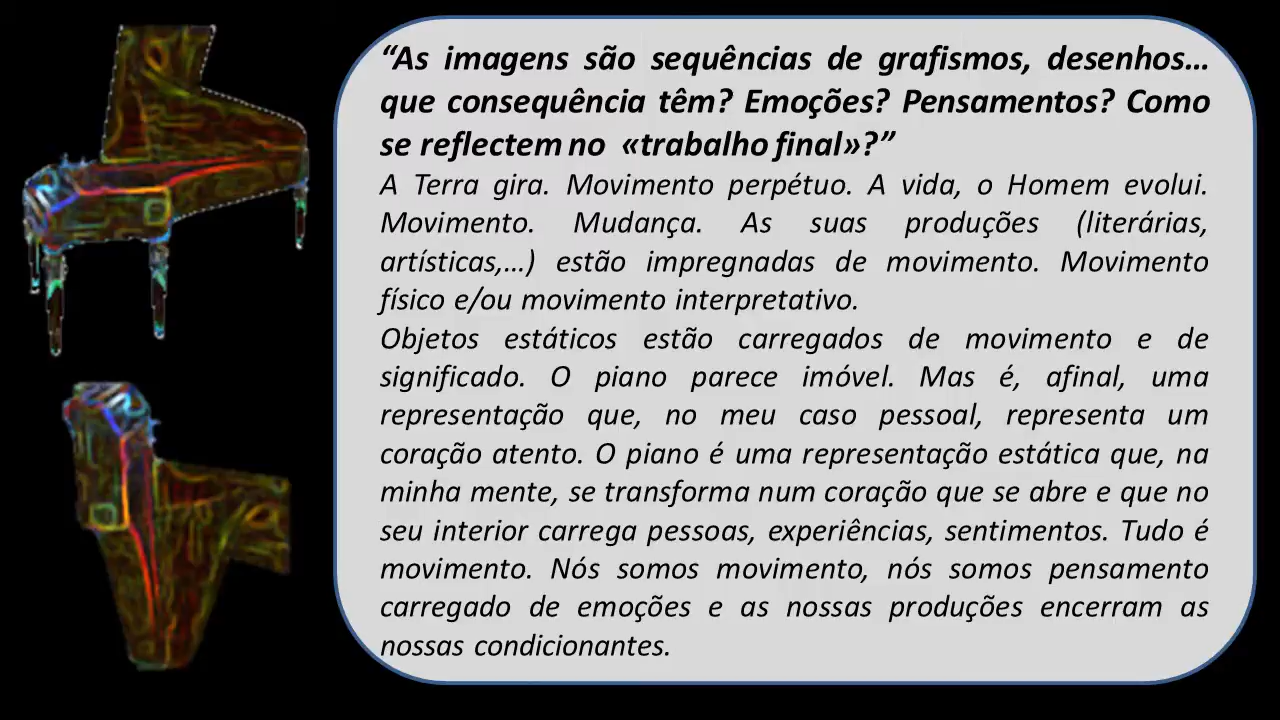 “As imagens são sequências de grafismos, desenhos…
que consequência têm? Emoções? Pensamentos? Como
se reflectem no «trabalho final»?”
A Terra gira. Movimento perpétuo. A vida, o Homem evolui.
Movimento. Mudança. As suas produções (literárias,
artísticas,…) estão impregnadas de movimento. Movimento
físico e/ou movimento interpretativo.
Objetos estáticos estão carregados de movimento e de
significado. O piano parece imóvel. Mas é, afinal, uma
representação que, no meu caso pessoal, representa um
coração atento. O piano é uma representação estática que, na
minha mente, se transforma num coração que se abre e que no
seu interior carrega pessoas, experiências, sentimentos. Tudo é
movimento. Nós somos movimento, nós somos pensamento
carregado de emoções e as nossas produções encerram as
nossas condicionantes.